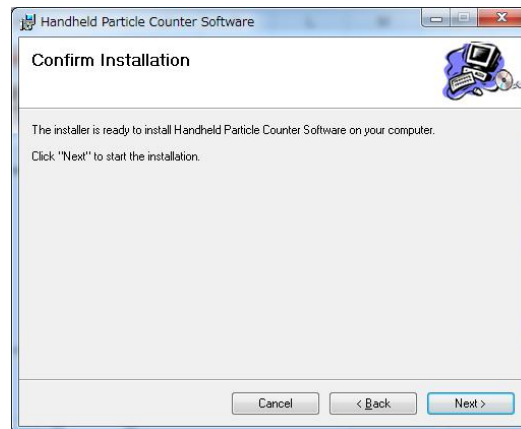 Handheld Particle Counter Software
Confirm Installation
The installer is ready to install Handheld Particle Counter Software on your computer.
Click "Next" to start the installation.
Cancel
< Back
Next >